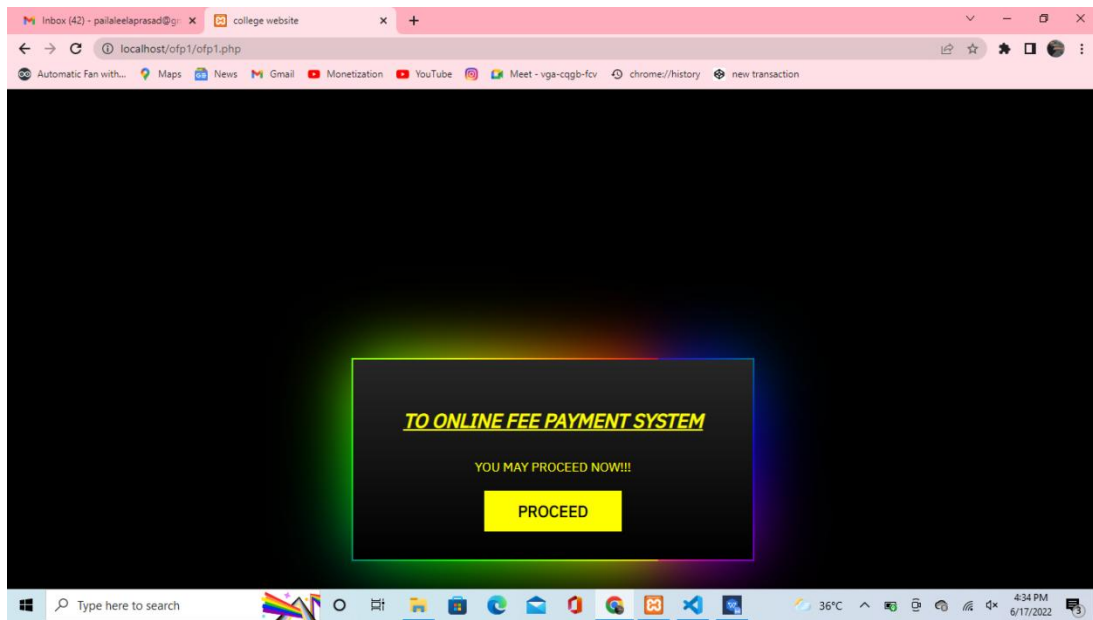 Inbox (42) - pailaleelaprasad@gr
college website
localhost/ofp1/ofp1.php
Automatic Fan with...
Maps
News
Gmail
Monetization
YouTube
Meet - vga-cqgb-fcv
chrome://history
new transaction
TO ONLINE FEE PAYMENT SYSTEM
YOU MAY PROCEED NOW!!!
PROCEED
Type here to search
36°C
4:34 PM
6/17/2022
3